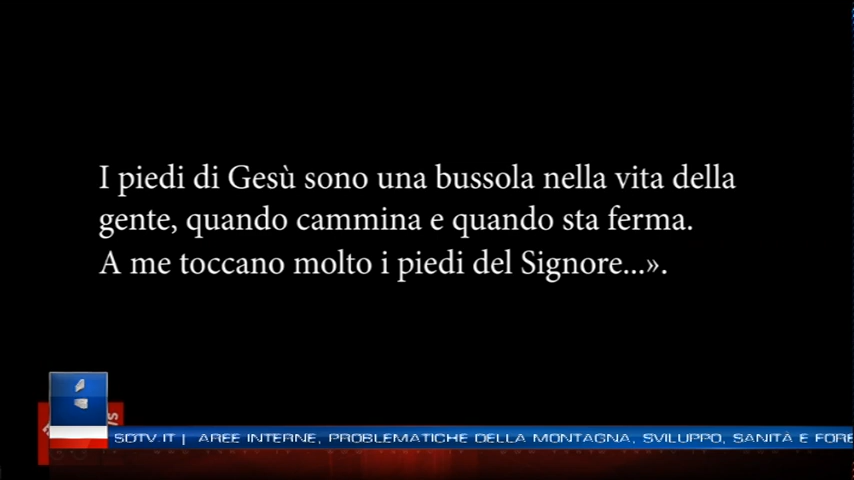 I piedi di Gesù sono una bussola nella vita della
gente, quando cammina e quando sta ferma.
A me toccano molto i piedi del Signore...».
SDTV.IT | AREE INTERNE, PROBLEMATICHE DELLA MONTAGNA, SVILUPPO, SANITÀ E FORE